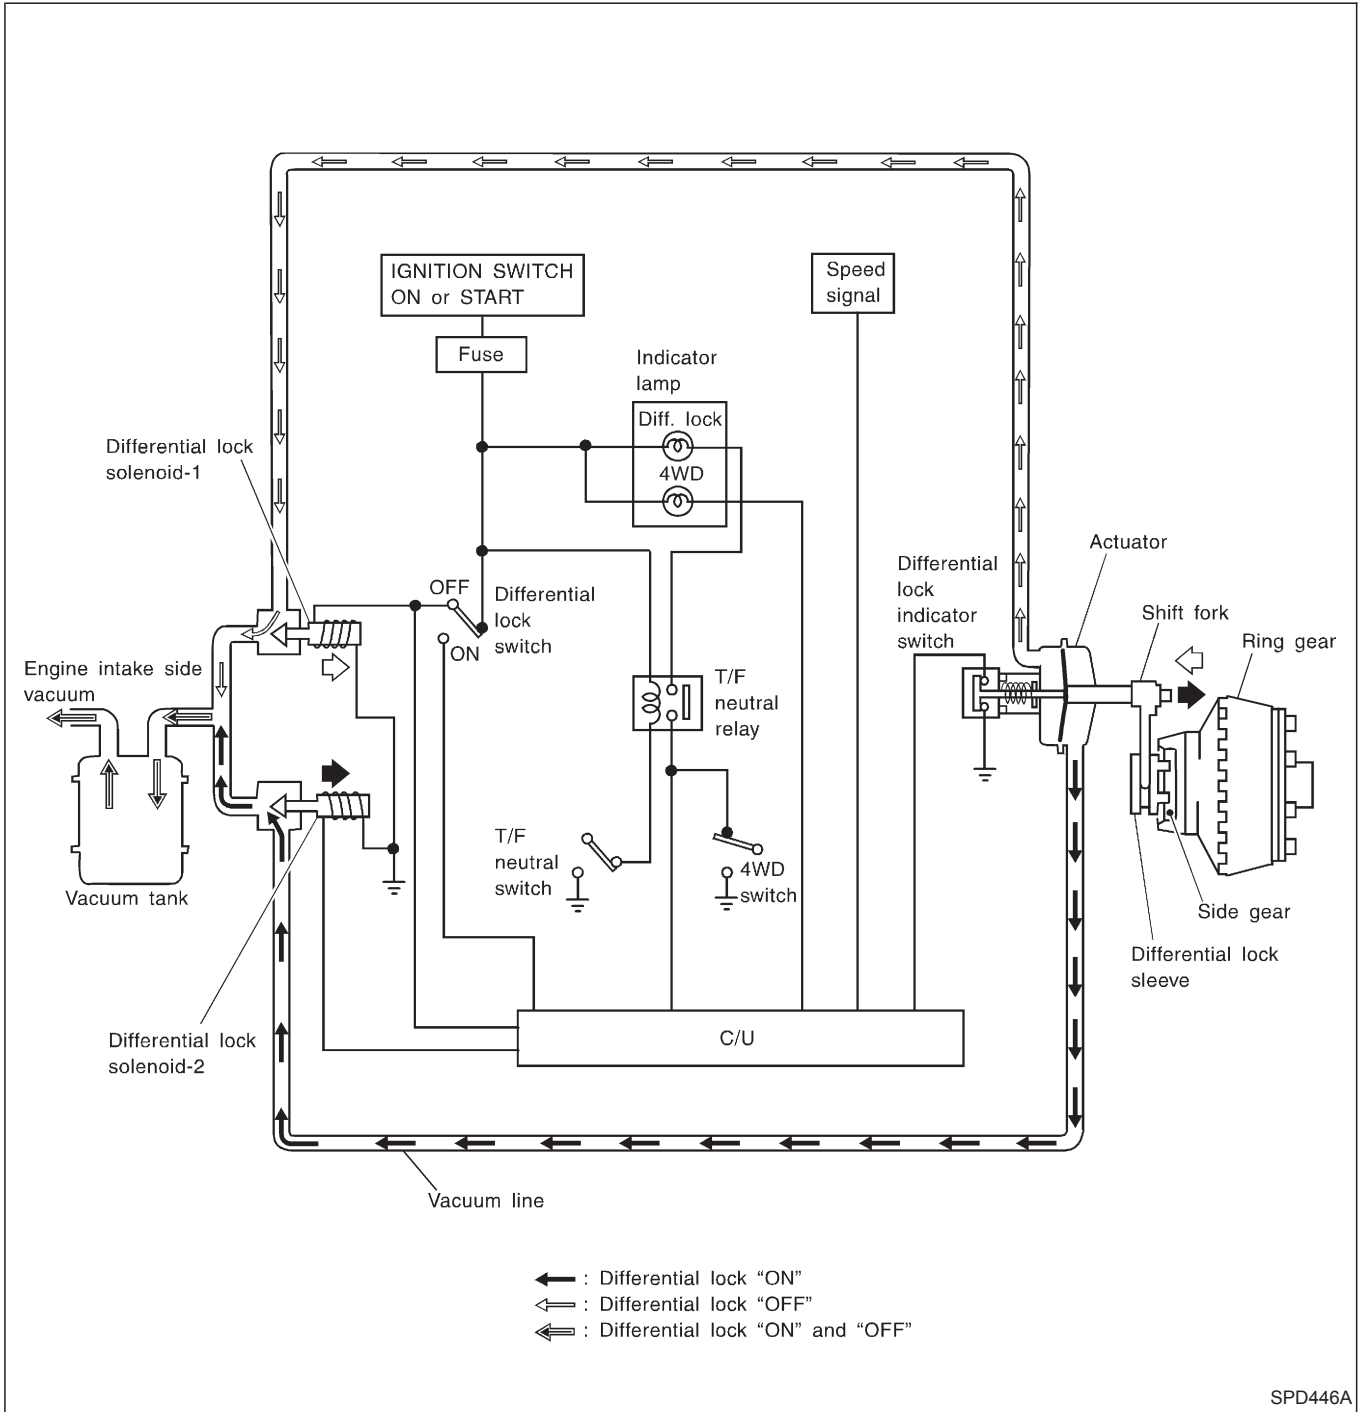 IGNITION SWITCH
ON or START
Speed
signal
Fuse
Indicator
lamp
Diff. lock
4WD
Differential lock
solenoid-1
Actuator
Differential
lock
indicator
switch
OFF
Differential
lock
switch
ON
Shift fork
Ring gear
Engine intake side
vacuum
T/F
neutral
relay
T/F
neutral
switch
4WD
switch
Vacuum tank
Side gear
Differential lock
sleeve
Differential lock
solenoid-2
C/U
Vacuum line
: Differential lock “ON”
: Differential lock “OFF”
: Differential lock “ON” and “OFF”
SPD446A